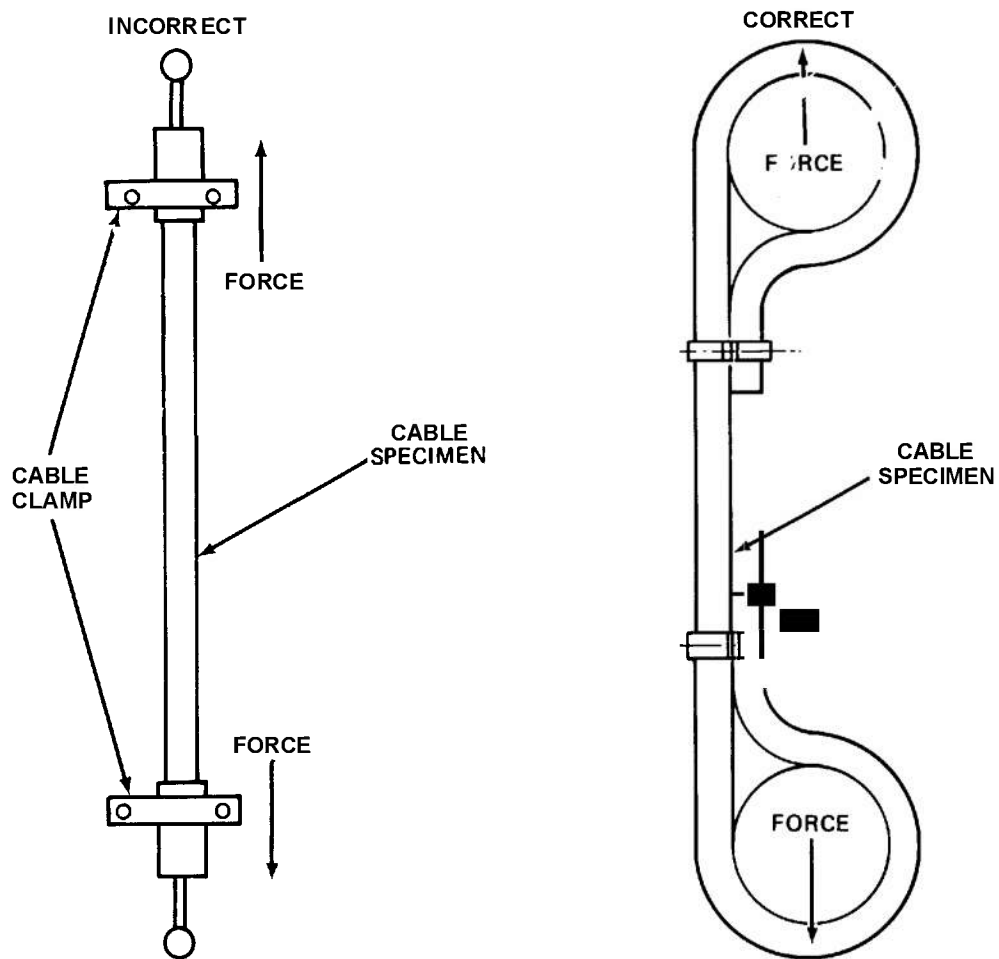 INCORRECT
FORCE
CABLE
SPECIMEN
CABLE
CLAMP
FORCE
CORRECT
CABLE
SPECIMEN
FORCE